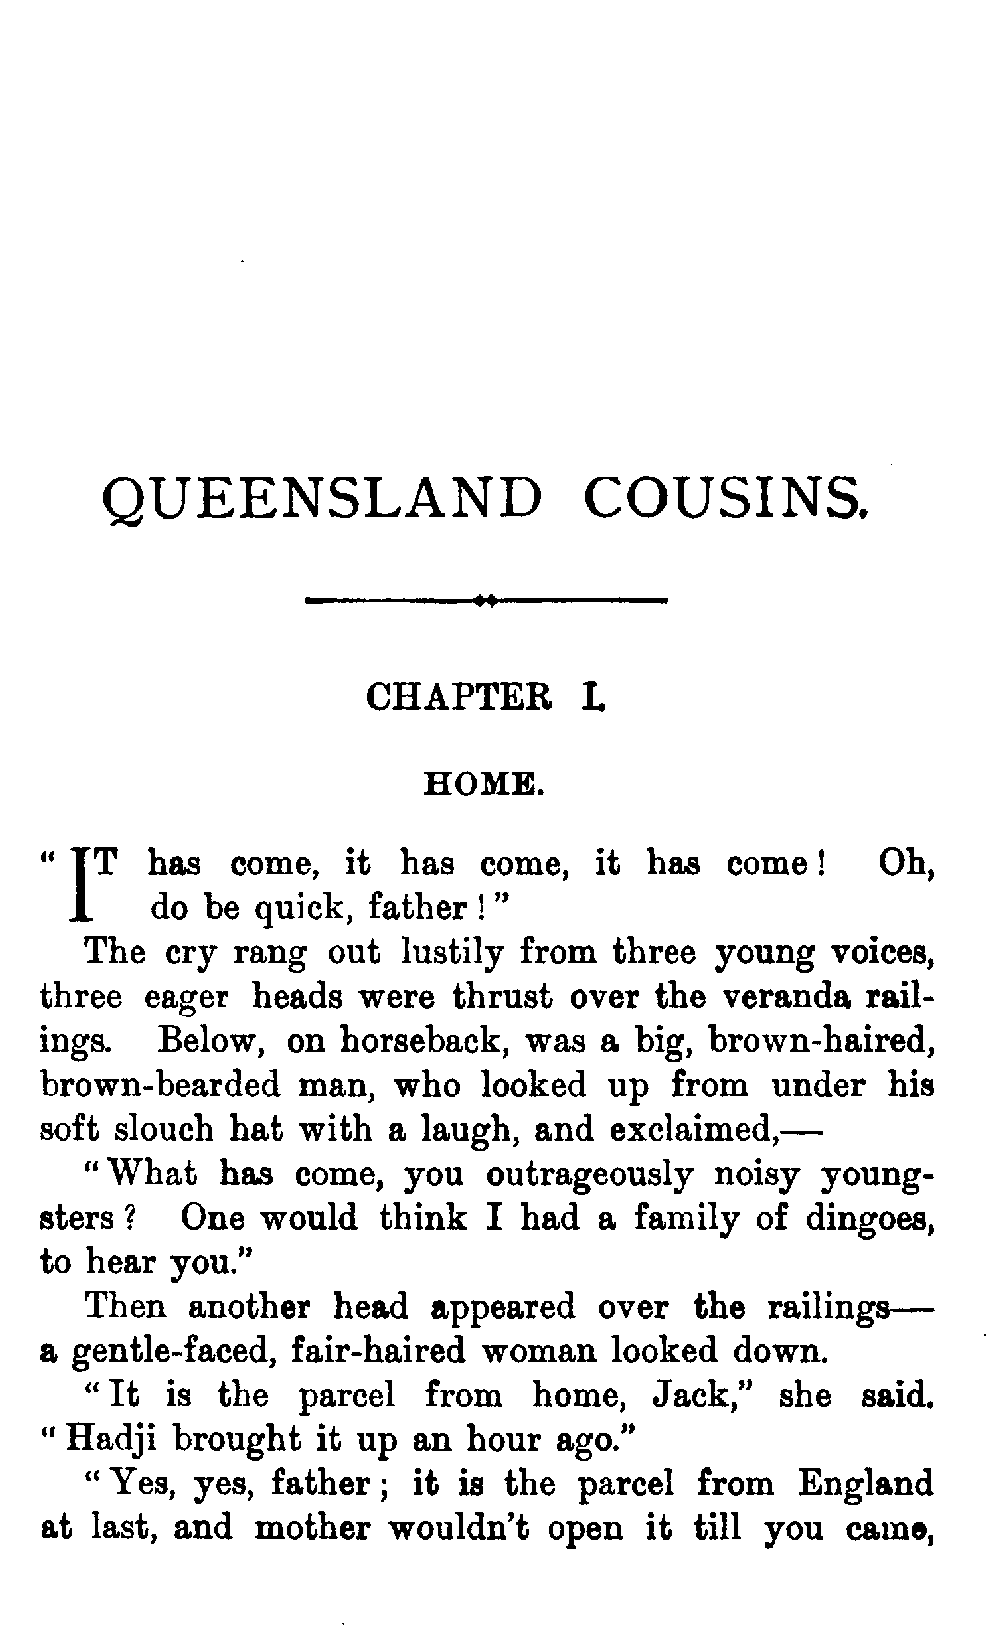 QUEENSLAND COUSINS.
CHAPTER I.
HOME.
"IT has come, it has come, it has come! Oh,
do be quick, father!"
The cry rang out lustily from three young voices,
three eager heads were thrust over the veranda rail-
ings. Below, on horseback, was a big, brown-haired,
brown-bearded man, who looked up from under his
soft slouch hat with a laugh, and exclaimed,—
"What has come, you outrageously noisy young-
sters? One would think I had a family of dingoes,
to hear you."
Then another head appeared over the railings—
a gentle-faced, fair-haired woman looked down.
"It is the parcel from home, Jack," she said.
"Hadji brought it up an hour ago."
"Yes, yes, father; it is the parcel from England
at last, and mother wouldn't open it till you came,